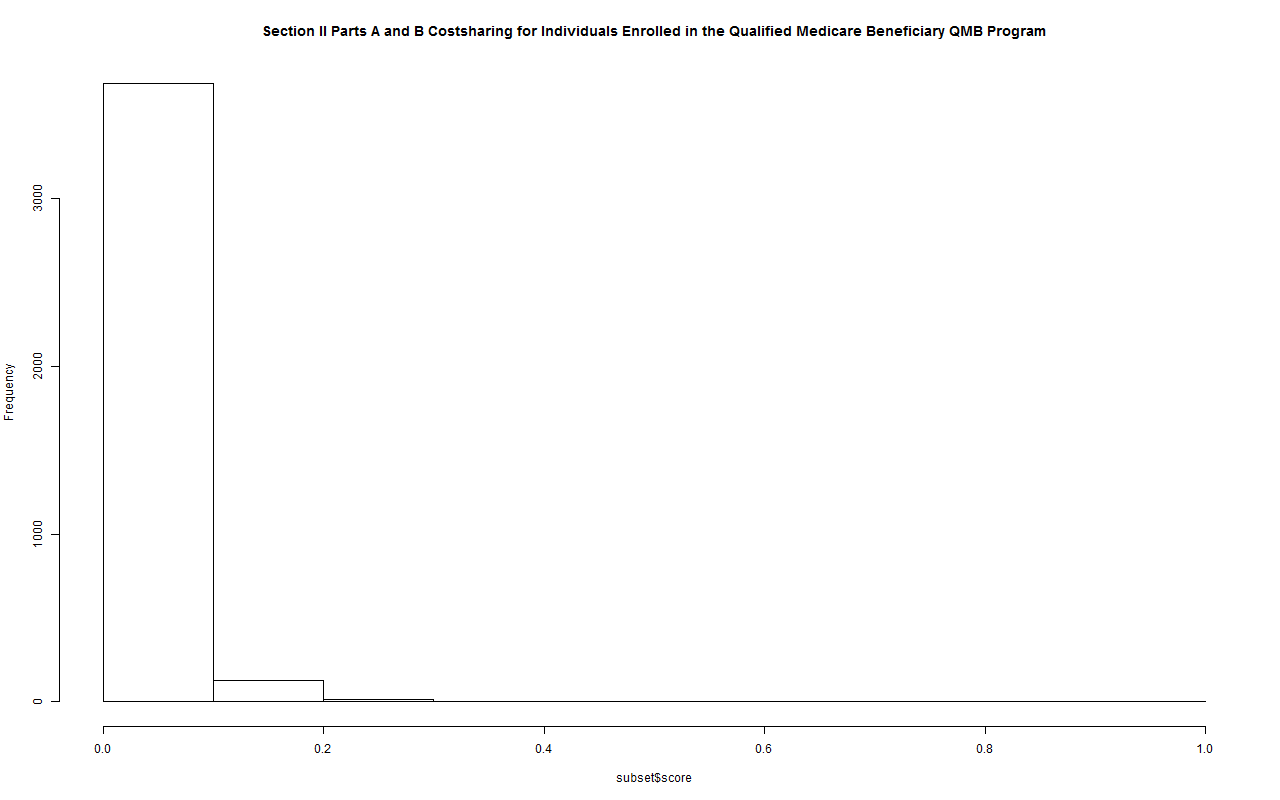 Section II Parts A and B Costsharing for Individuals Enrolled in the Qualified Medicare Beneficiary QMB Program
3000
2000
1000
0
Frequency
0.0 0.2 0.4 0.6 0.8 1.0
subset$score